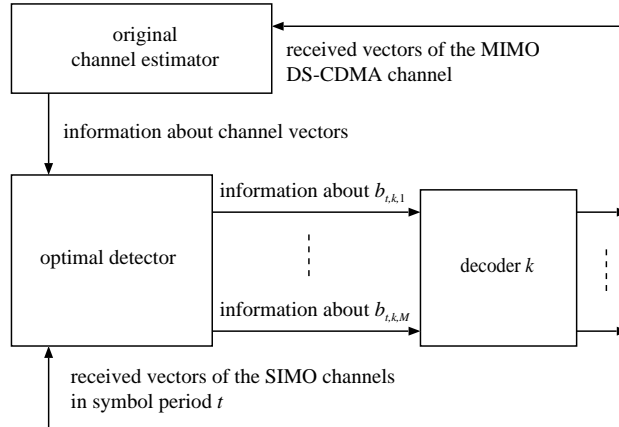 original
channel estimator
received vectors of the MIMO
DS-CDMA channel
information about channel vectors
information about b_{t,k,1}
optimal detector
decoder k
information about b_{t,k,M}
received vectors of the SIMO channels
in symbol period t